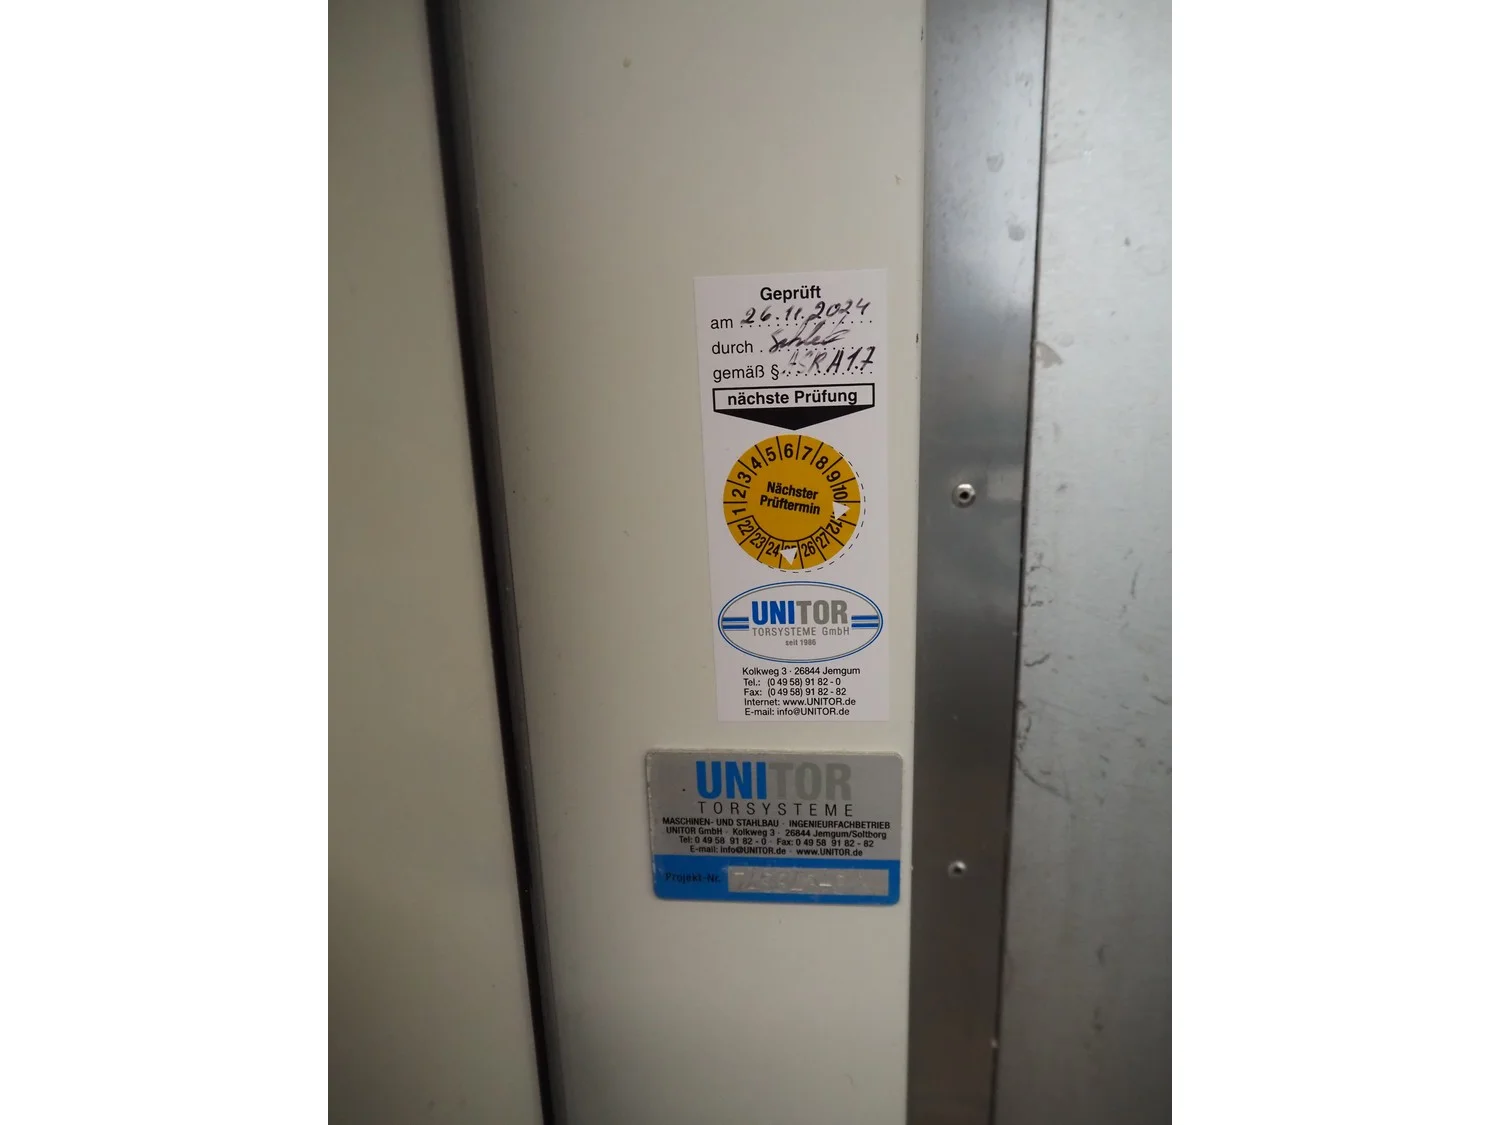 Geprüft
am 26.11.2024
durch
gemäß § ASR A1.7
nächste Prüfung
1 2 3 4 5 6 7 8 9 10 12
Nächster
Prüftermin
22 23 24 26 27
UNITOR
TORSYSTEME GmbH
seit 1986
Kolkweg 3 · 26844 Jemgum
Tel.: (0 49 58) 91 82 - 0
Fax: (0 49 58) 91 82 - 82
Internet: www.UNITOR.de
E-mail: info@UNITOR.de
UNITOR
TORSYSTEME
MASCHINEN- UND STAHLBAU · INGENIEURFACHBETRIEB
UNITOR GmbH · Kolkweg 3 · 26844 Jemgum/Soltborg
Tel: 0 49 58 91 82 - 0 · Fax: 0 49 58 91 82 - 82
E-mail: info@UNITOR.de · www.UNITOR.de
Projekt-Nr.